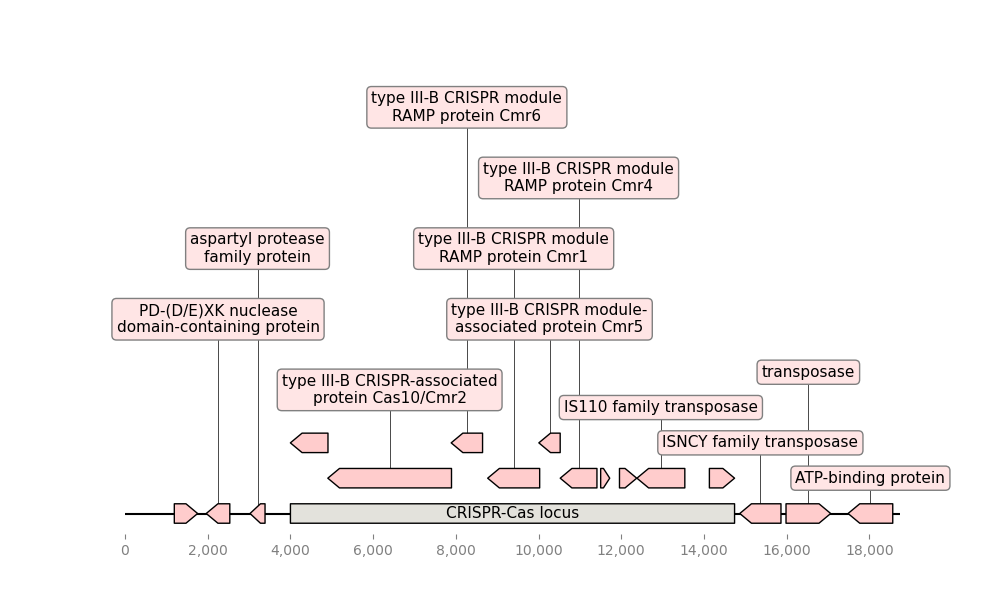 type III-B CRISPR module
RAMP protein Cmr6
type III-B CRISPR module
RAMP protein Cmr4
aspartyl protease
family protein
type III-B CRISPR module
RAMP protein Cmr1
PD-(D/E)XK nuclease
domain-containing protein
type III-B CRISPR module-
associated protein Cmr5
transposase
type III-B CRISPR-associated
protein Cas10/Cmr2
IS110 family transposase
ISNCY family transposase
ATP-binding protein
CRISPR-Cas locus
0 2,000 4,000 6,000 8,000 10,000 12,000 14,000 16,000 18,000